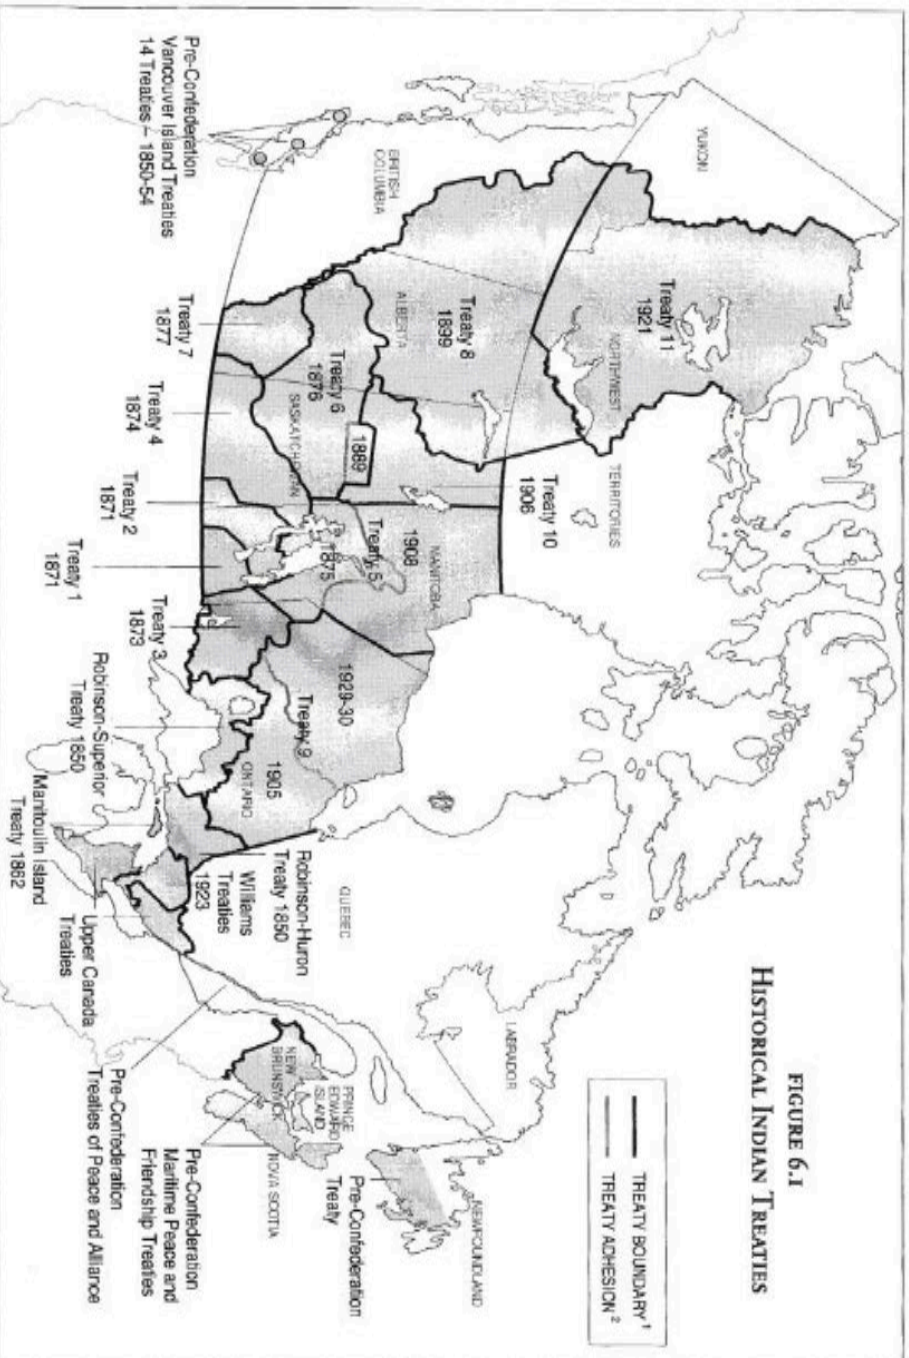 FIGURE 6.1
HISTORICAL INDIAN TREATIES
TREATY BOUNDARY¹
TREATY ADHESION²
YUKON
Treaty 11
1921
NORTHWEST
TERRITORIES
BRITISH
COLUMBIA
Treaty 8
1899
ALBERTA
Treaty 6
1876
SASKATCHEWAN
1889
Treaty 10
1906
1908
MANITOBA
Treaty 5
1875
1929-30
Treaty 9
1905
ONTARIO
QUEBEC
LABRADOR
NEWFOUNDLAND
Pre-Confederation
Vancouver Island Treaties
14 Treaties – 1850-54
Treaty 7
1877
Treaty 4
1874
Treaty 2
1871
Treaty 1
1871
Treaty 3
1873
Robinson-Superior
Treaty 1850
Manitoulin Island
Treaty 1862
Robinson-Huron
Treaty 1850
Williams
Treaties
1923
Upper Canada
Treaties
Pre-Confederation
Treaties of Peace and Alliance
NEW
BRUNSWICK
PRINCE
EDWARD
ISLAND
NOVA SCOTIA
Pre-Confederation
Treaty
Pre-Confederation
Maritime Peace and
Friendship Treaties